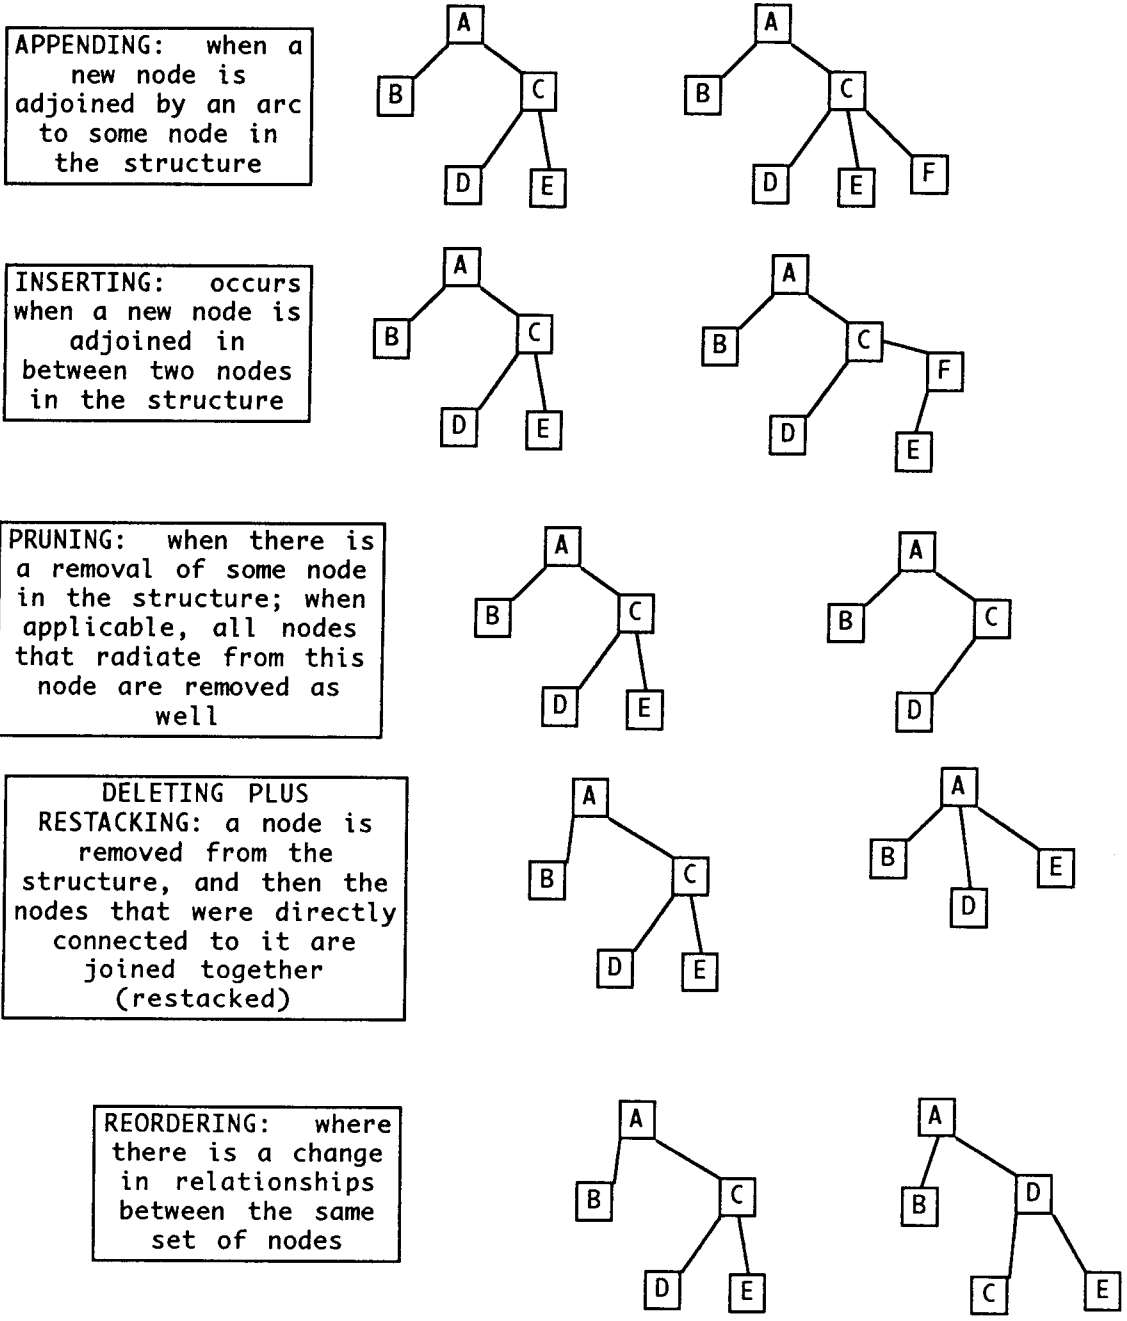 APPENDING: when a
new node is
adjoined by an arc
to some node in
the structure
A
B
C
D
E
A
B
C
D
E
F
INSERTING: occurs
when a new node is
adjoined in
between two nodes
in the structure
A
B
C
D
E
A
B
C
F
D
E
PRUNING: when there is
a removal of some node
in the structure; when
applicable, all nodes
that radiate from this
node are removed as
well
A
B
C
D
E
A
B
C
D
DELETING PLUS
RESTACKING: a node is
removed from the
structure, and then the
nodes that were directly
connected to it are
joined together
(restacked)
A
B
C
D
E
A
B
D
E
REORDERING: where
there is a change
in relationships
between the same
set of nodes
A
B
C
D
E
A
B
D
C
E